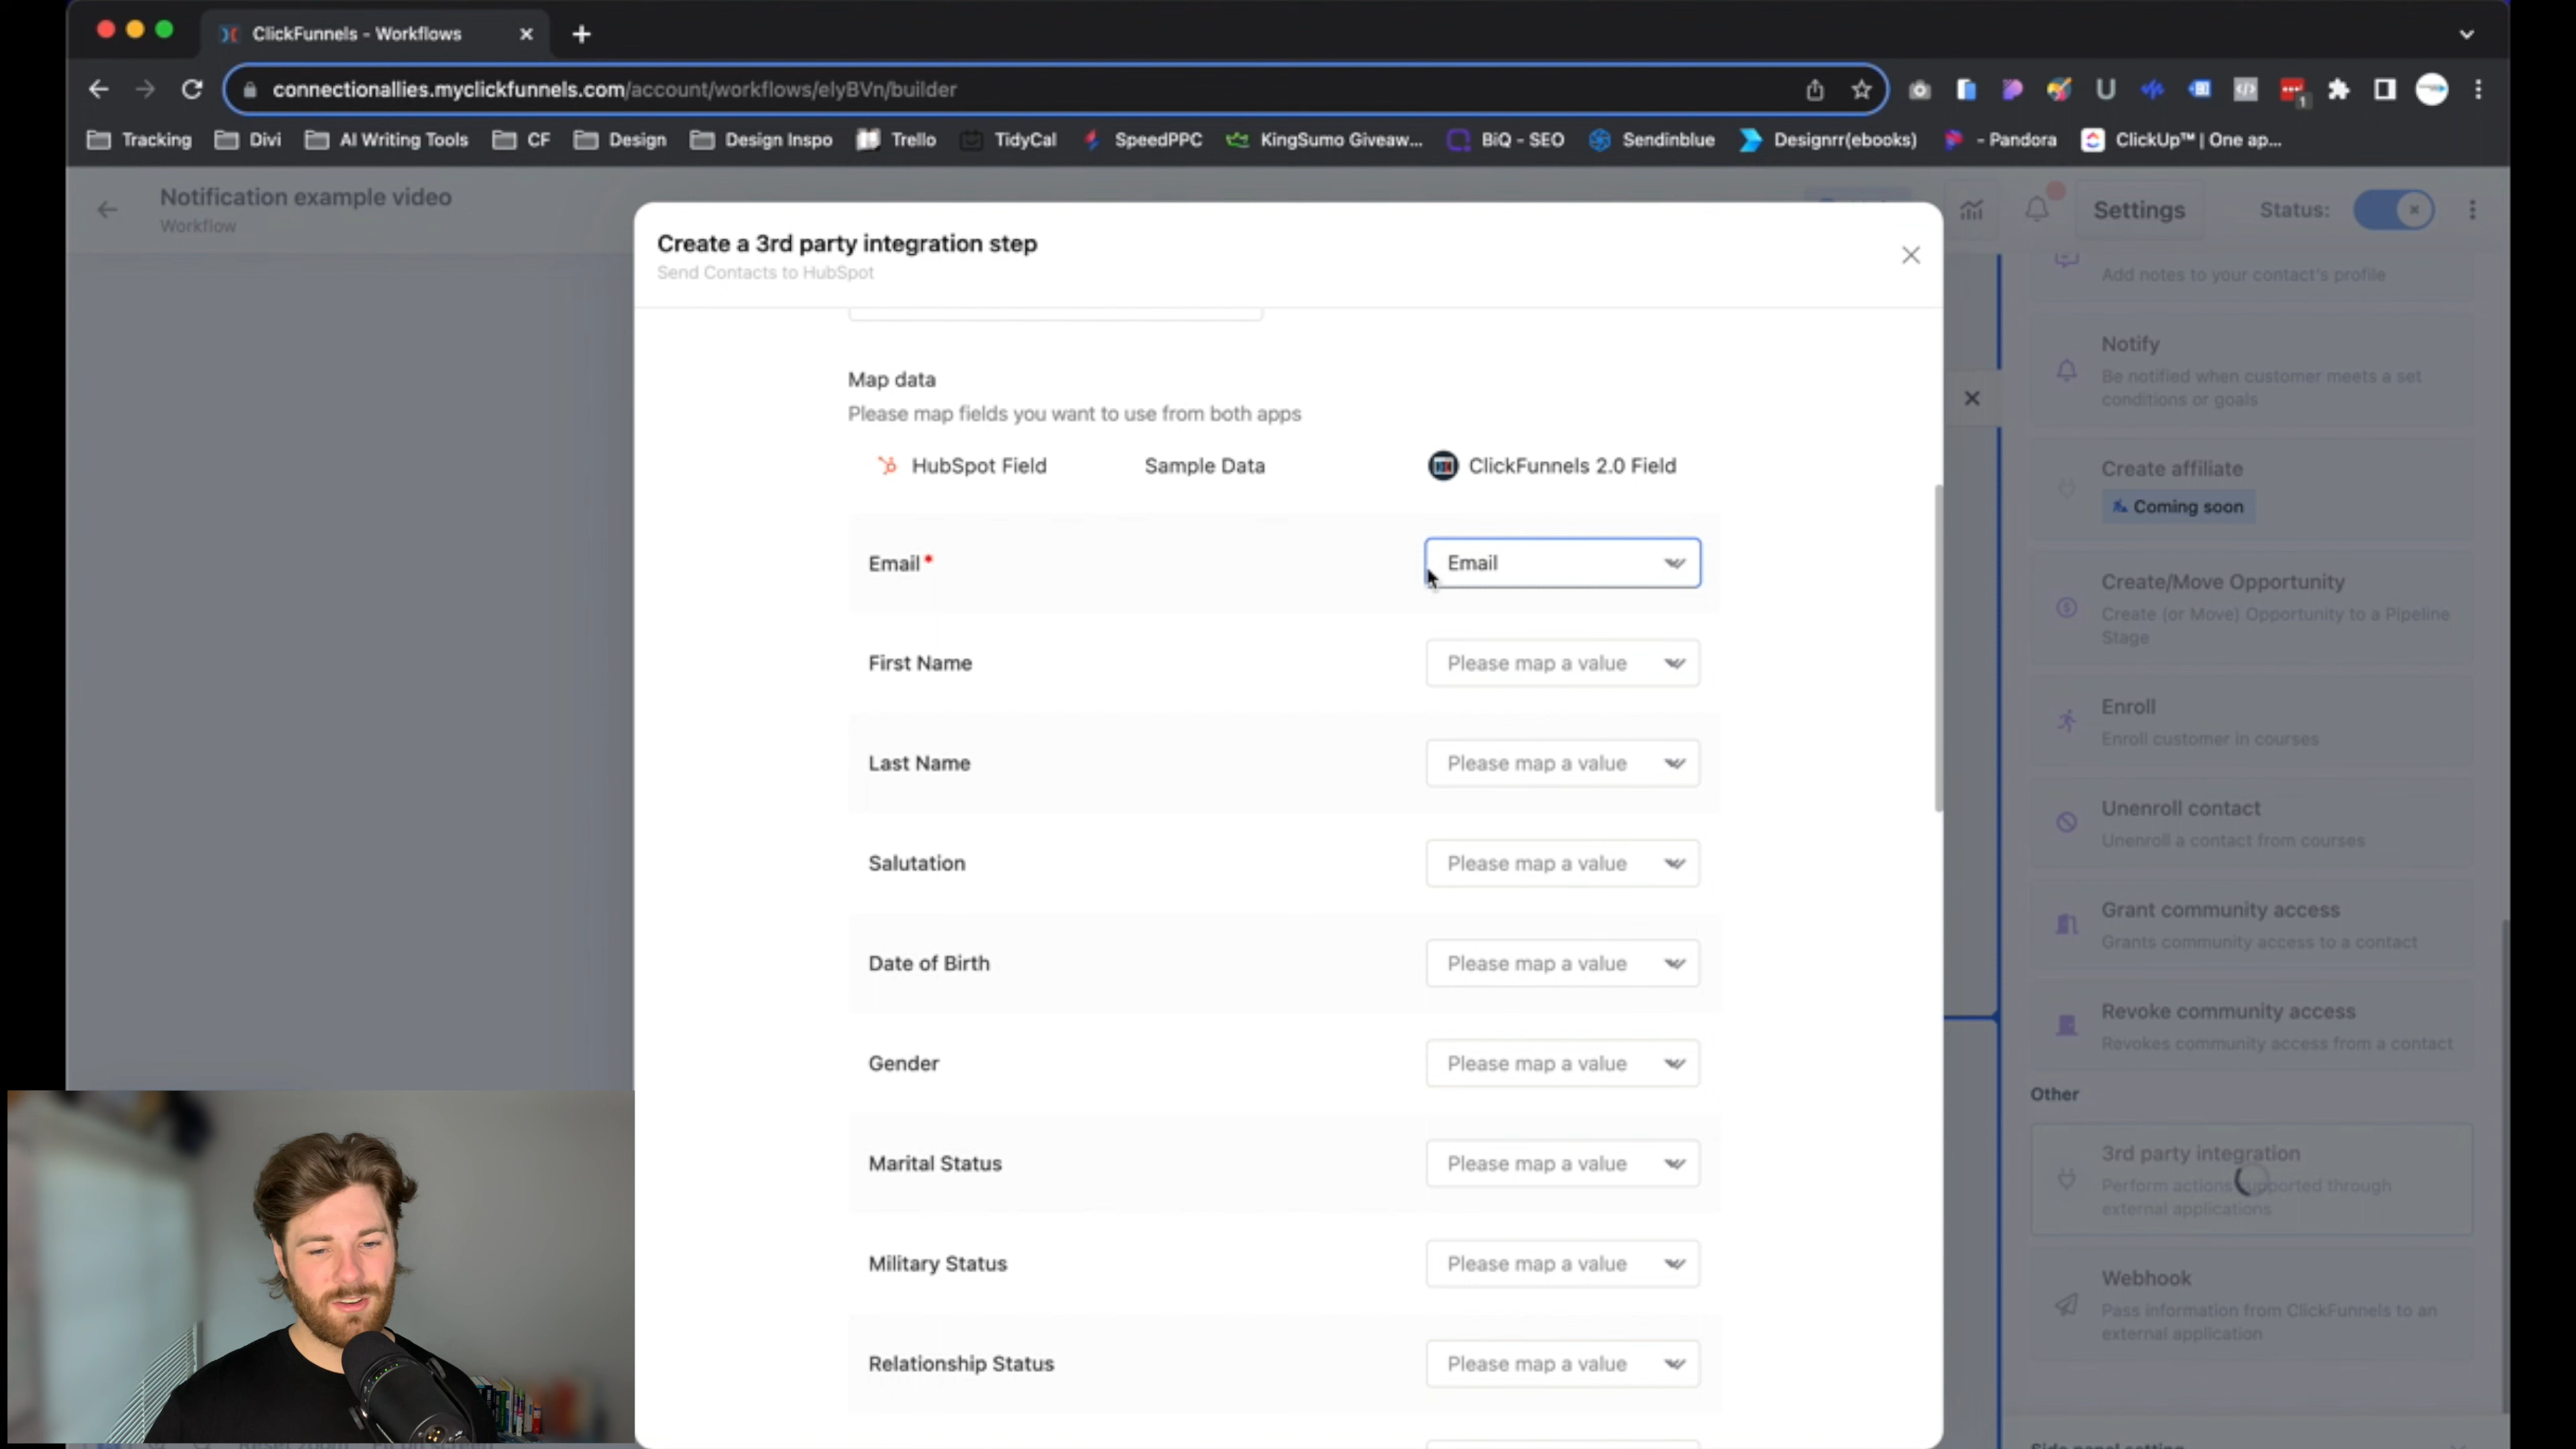 ClickFunnels - Workflows
connectionallies.myclickfunnels.com/account/workflows/elyBVn/builder
Tracking Divi AI Writing Tools CF Design Design Inspo Trello TidyCal SpeedPPC KingSumo Giveaw... BiQ - SEO Sendinblue Designrr(ebooks) - Pandora ClickUp™ | One ap...
Notification example video
Workflow
Settings
Status:
Create a 3rd party integration step
Send Contacts to HubSpot
Map data
Please map fields you want to use from both apps
HubSpot Field Sample Data ClickFunnels 2.0 Field
Email * Email
First Name Please map a value
Last Name Please map a value
Salutation Please map a value
Date of Birth Please map a value
Gender Please map a value
Marital Status Please map a value
Military Status Please map a value
Relationship Status Please map a value
Add notes to your contact's profile
Notify
Be notified when customer meets a set
conditions or goals
Create affiliate
Coming soon
Create/Move Opportunity
Create (or Move) Opportunity to a Pipeline
Stage
Enroll
Enroll customer in courses
Unenroll contact
Unenroll a contact from courses
Grant community access
Grants community access to a contact
Revoke community access
Revokes community access from a contact
Other
3rd party integration
Perform actions supported through
external applications
Webhook
Pass information from ClickFunnels to an
external application